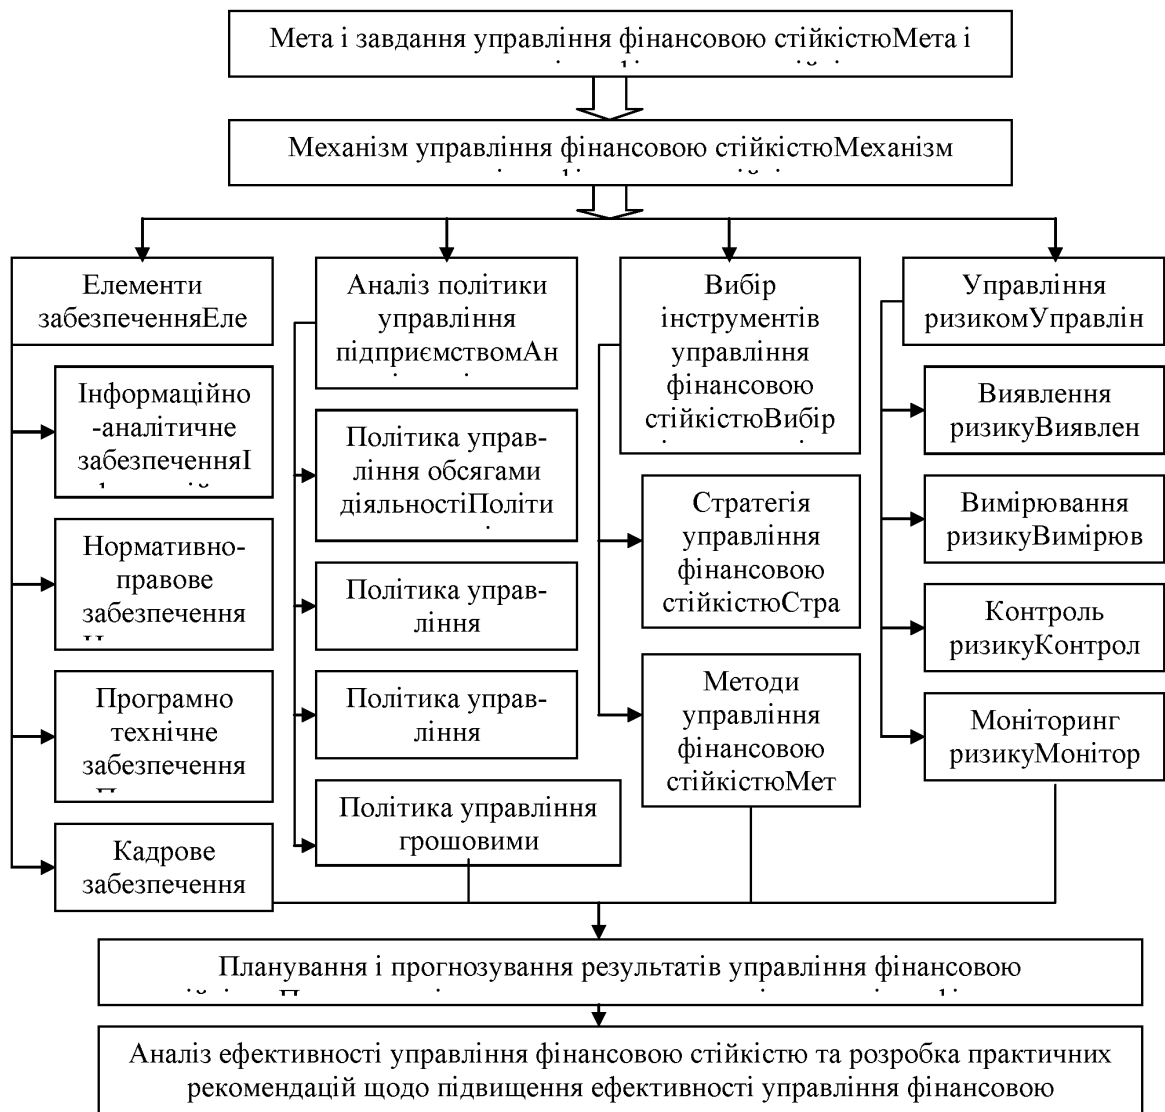 Мета і завдання управління фінансовою стійкістюМета і
Механізм управління фінансовою стійкістюМеханізм
Елементи
забезпеченняЕле
Інформаційно
-аналітичне
забезпеченняІ
Нормативно-
правове
забезпечення
Програмно
технічне
забезпечення
Кадрове
забезпечення
Аналіз політики
управління
підприємствомАн
Політика управ-
ління обсягами
діяльностіПоліти
Політика управ-
ління
Політика управ-
ління
Політика управління
грошовими
Вибір
інструментів
управління
фінансовою
стійкістюВибір
Стратегія
управління
фінансовою
стійкістюСтра
Методи
управління
фінансовою
стійкістюМет
Управління
ризикомУправлін
Виявлення
ризикуВиявлен
Вимірювання
ризикуВимірюв
Контроль
ризикуКонтрол
Моніторинг
ризикуМонітор
Планування і прогнозування результатів управління фінансовою
Аналіз ефективності управління фінансовою стійкістю та розробка практичних
рекомендацій щодо підвищення ефективності управління фінансовою